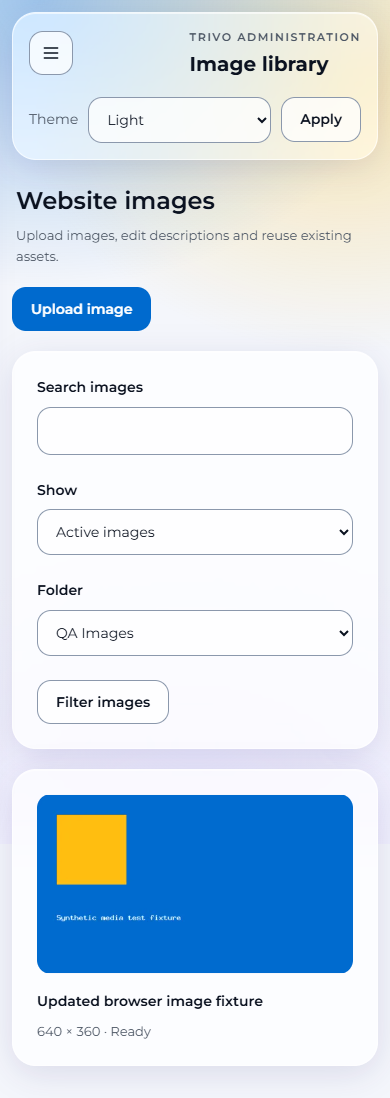 TRIVO ADMINISTRATION
Image library
Theme
Light
Apply
Website images
Upload images, edit descriptions and reuse existing
assets.
Upload image
Search images
Show
Active images
Folder
QA Images
Filter images
Synthetic media test fixture
Updated browser image fixture
640 × 360 · Ready